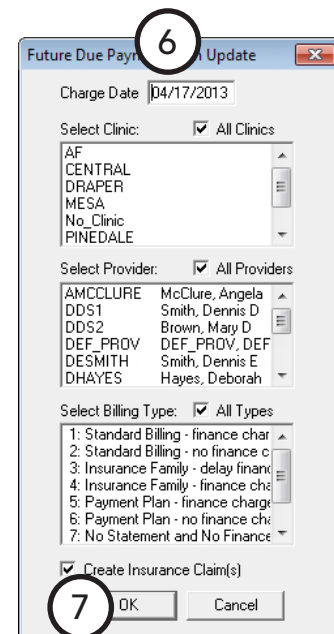 6
Future Due Payn n Update
Charge Date 04/17/2013
Select Clinic: All Clinics
AF
CENTRAL
DRAPER
MESA
No_Clinic
PINEDALE
Select Provider: All Providers
AMCCLURE McClure, Angela
DDS1 Smith, Dennis D
DDS2 Brown, Mary D
DEF_PROV DEF_PROV, DEF
DESMITH Smith, Dennis E
DHAYES Hayes, Deborah
Select Billing Type: All Types
1: Standard Billing - finance char
2: Standard Billing - no finance c
3: Insurance Family - delay financ
4: Insurance Family - finance cha
5: Payment Plan - finance charge
6: Payment Plan - no finance cha
7: No Statement and No Finance
Create Insurance Claim(s)
7 OK Cancel